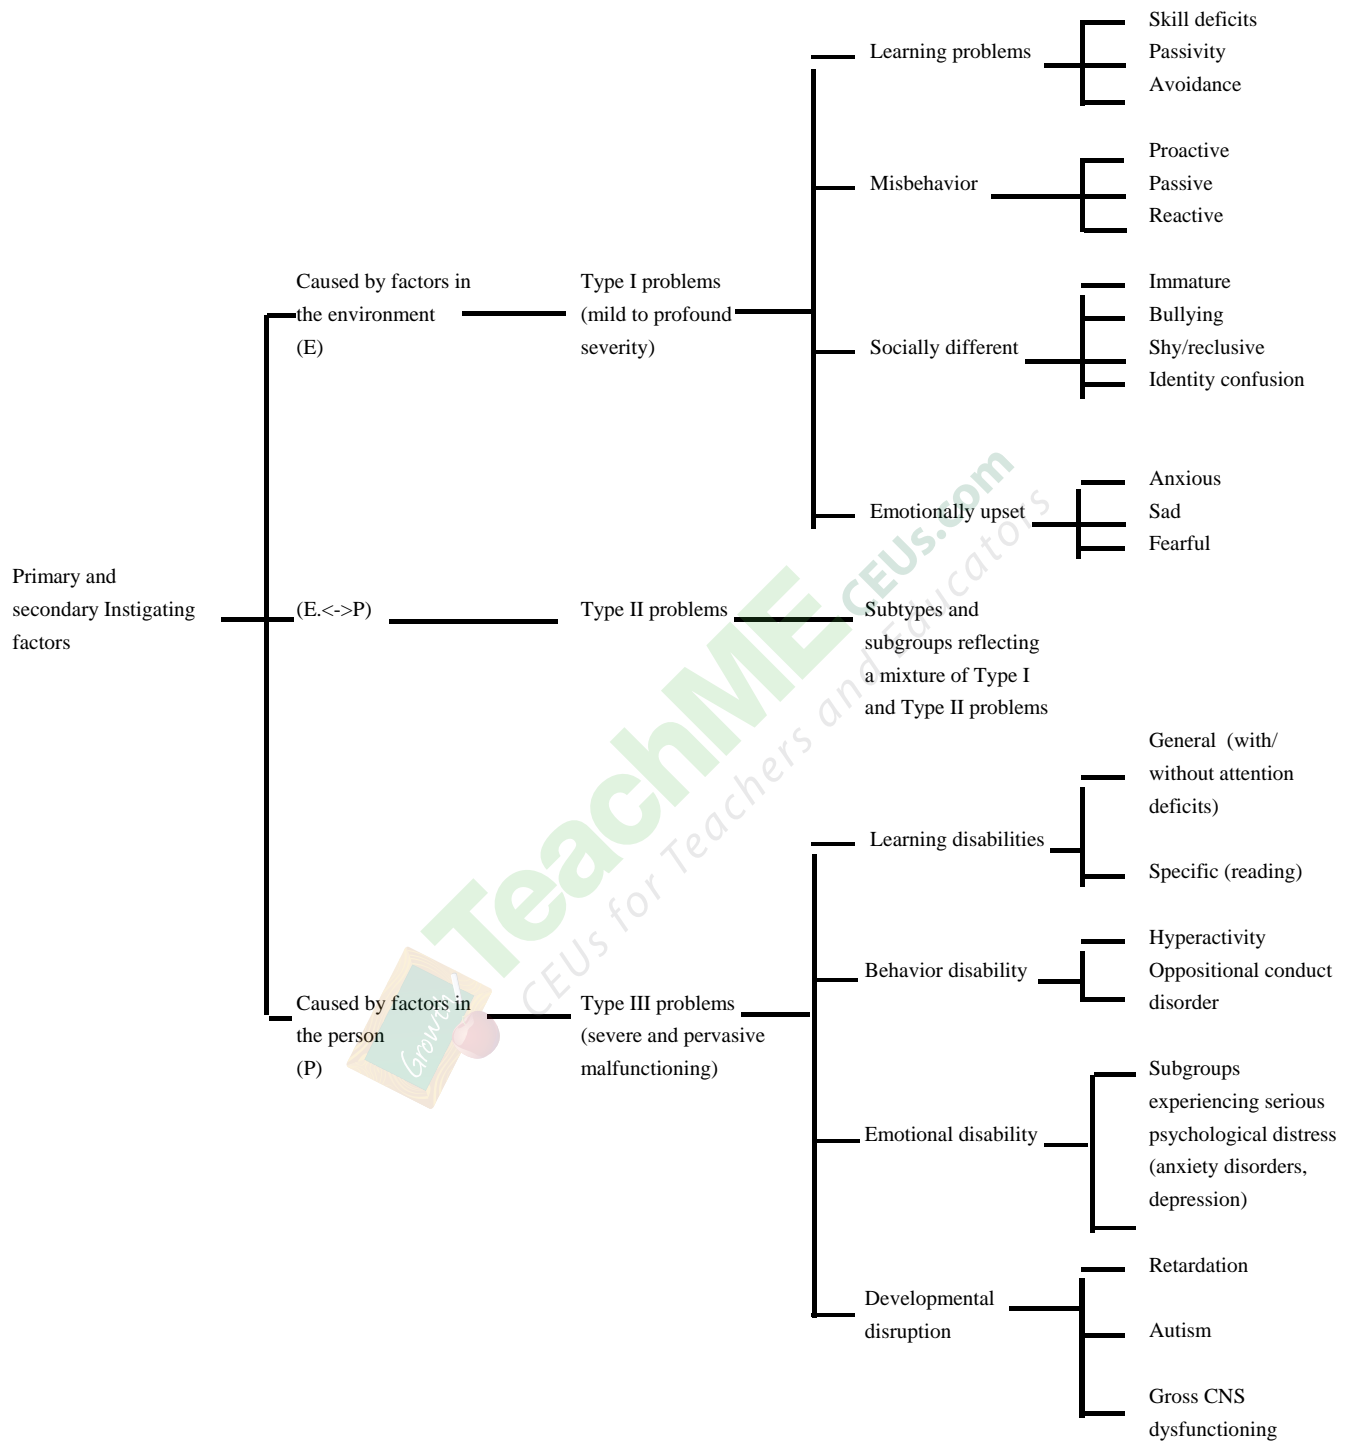 Skill deficits
Learning problems
Passivity
Avoidance
Proactive
Misbehavior
Passive
Reactive
Caused by factors in
the environment
(E)
Type I problems
(mild to profound
severity)
Immature
Bullying
Socially different
Shy/reclusive
Identity confusion
Anxious
Emotionally upset
Sad
Fearful
Primary and
secondary Instigating
factors
(E.<->P)
Type II problems
Subtypes and
subgroups reflecting
a mixture of Type I
and Type II problems
General (with/
without attention
deficits)
Learning disabilities
Specific (reading)
Hyperactivity
Behavior disability
Oppositional conduct
disorder
Caused by factors in
the person
(P)
Type III problems
(severe and pervasive
malfunctioning)
Subgroups
experiencing serious
psychological distress
(anxiety disorders,
depression)
Emotional disability
Retardation
Developmental
disruption
Autism
Gross CNS
dysfunctioning
TeachME CEUs.com
CEUs for Teachers and Educators
Growing!